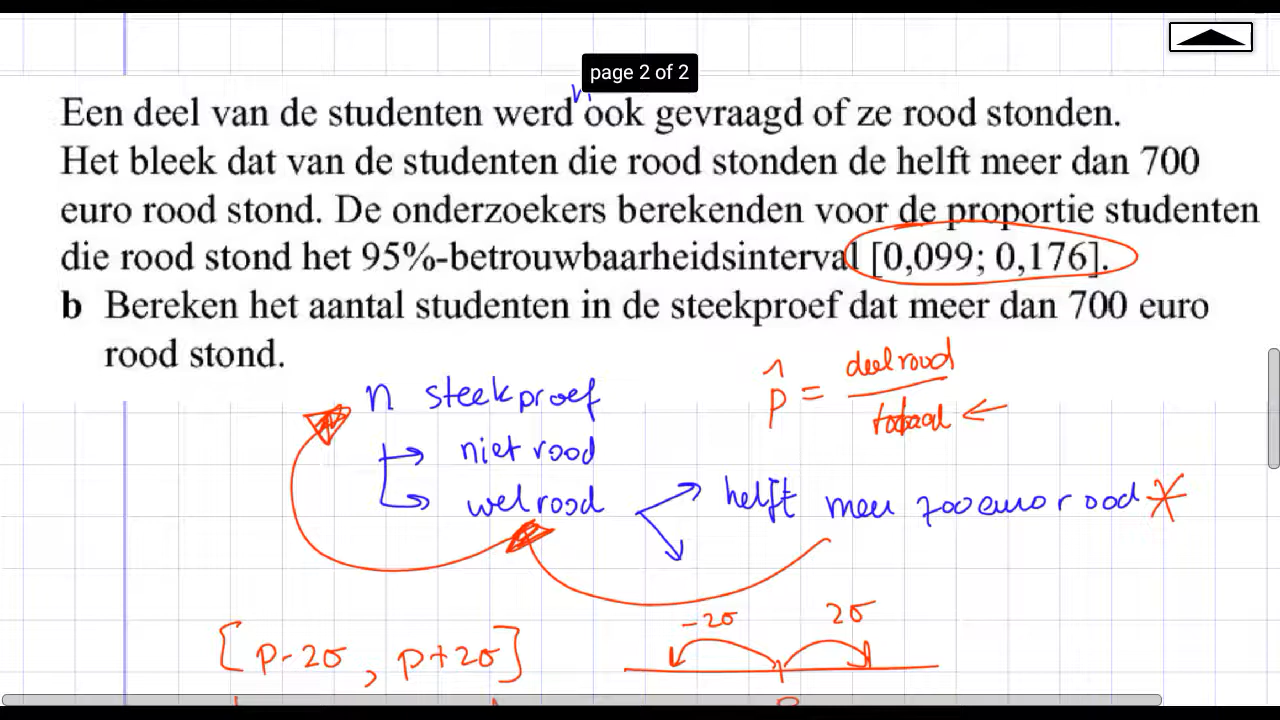 page 2 of 2
Een deel van de studenten werd ook gevraagd of ze rood stonden.
Het bleek dat van de studenten die rood stonden de helft meer dan 700
euro rood stond. De onderzoekers berekenden voor de proportie studenten
die rood stond het 95%-betrouwbaarheidsinterval [0,099; 0,176].
b Bereken het aantal studenten in de steekproef dat meer dan 700 euro
rood stond.
n steekproef
p̂ = deel rood
totaal
niet rood
wel rood
helft meer 700 euro rood
-2σ 2σ
[p-2σ, p+2σ]